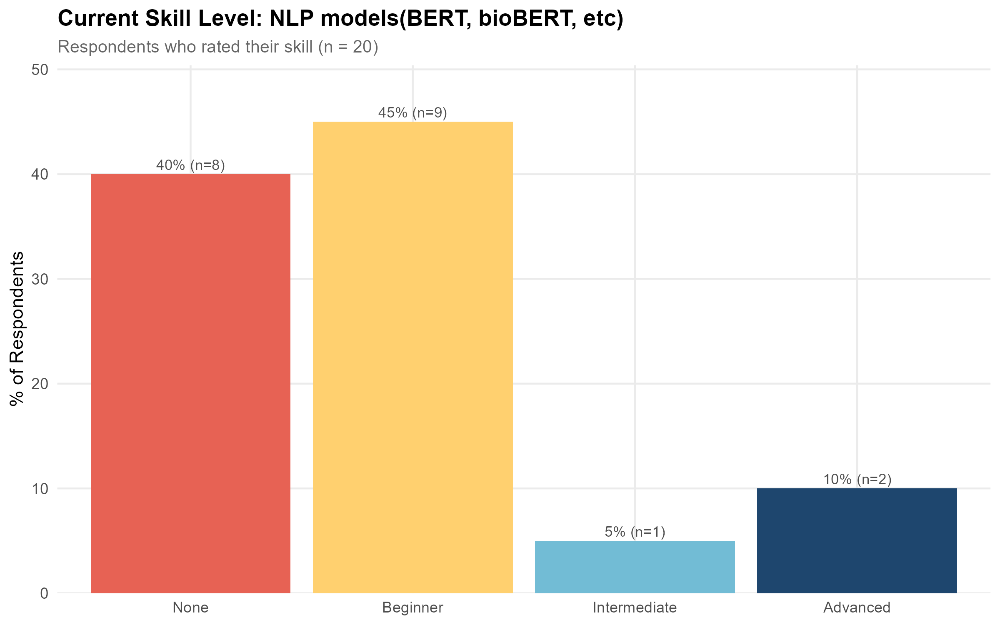 Current Skill Level: NLP models(BERT, bioBERT, etc)
Respondents who rated their skill (n = 20)
% of Respondents
50
40
30
20
10
0
40% (n=8)
45% (n=9)
5% (n=1)
10% (n=2)
None
Beginner
Intermediate
Advanced